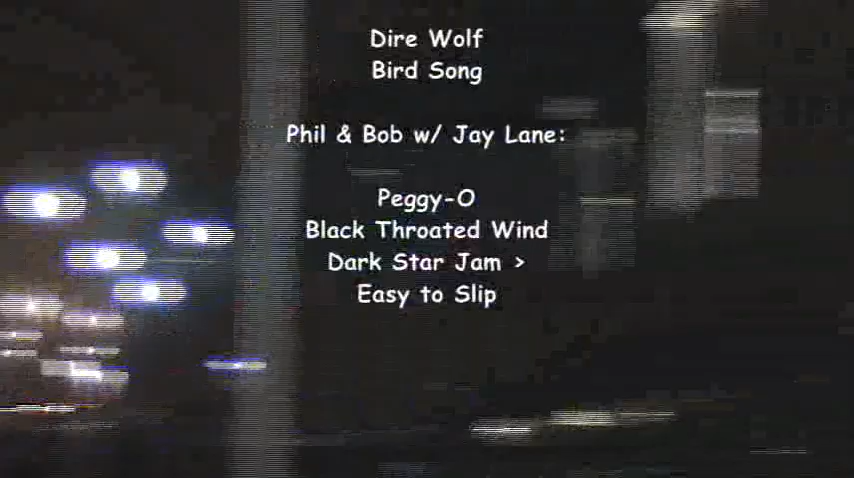 Dire Wolf
Bird Song
Phil & Bob w/ Jay Lane:
Peggy-O
Black Throated Wind
Dark Star Jam >
Easy to Slip